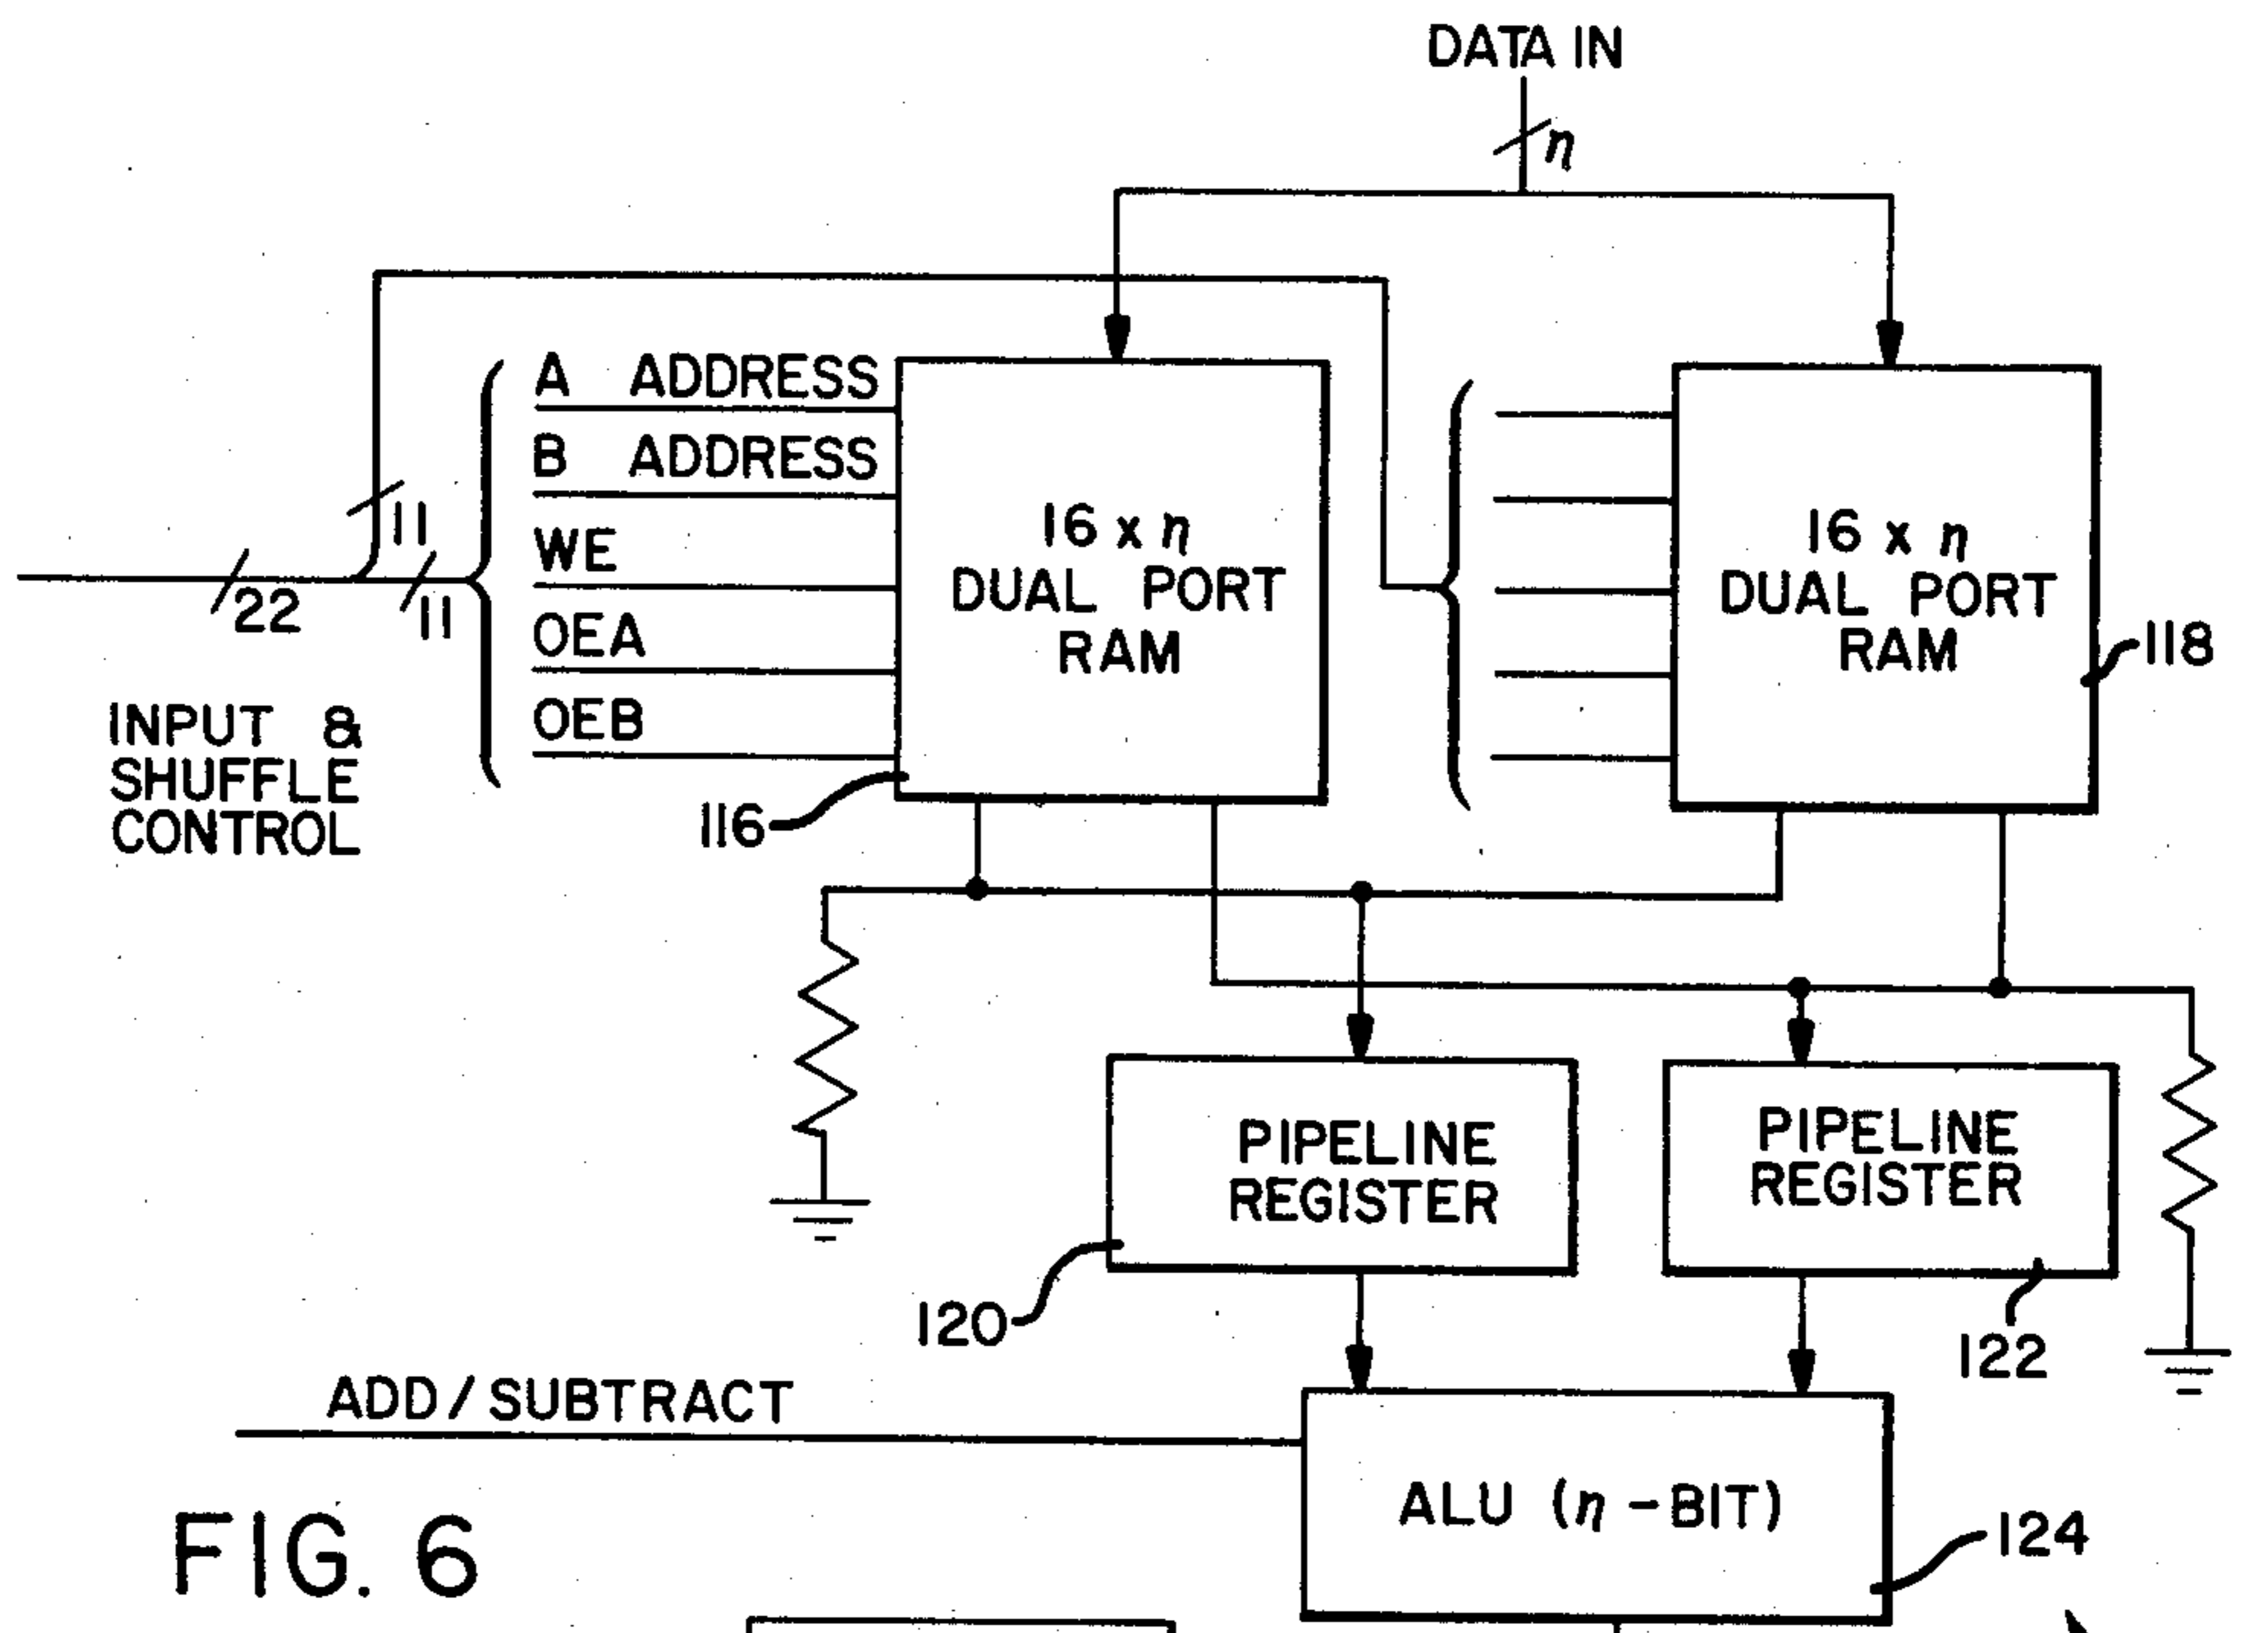 DATA IN
η
A ADDRESS
B ADDRESS
WE
OEA
OEB
11
22
11
INPUT &
SHUFFLE
CONTROL
16 x η
DUAL PORT
RAM
116
16 x η
DUAL PORT
RAM
118
PIPELINE
REGISTER
120
PIPELINE
REGISTER
122
ADD / SUBTRACT
ALU (η - BIT)
124
FIG. 6